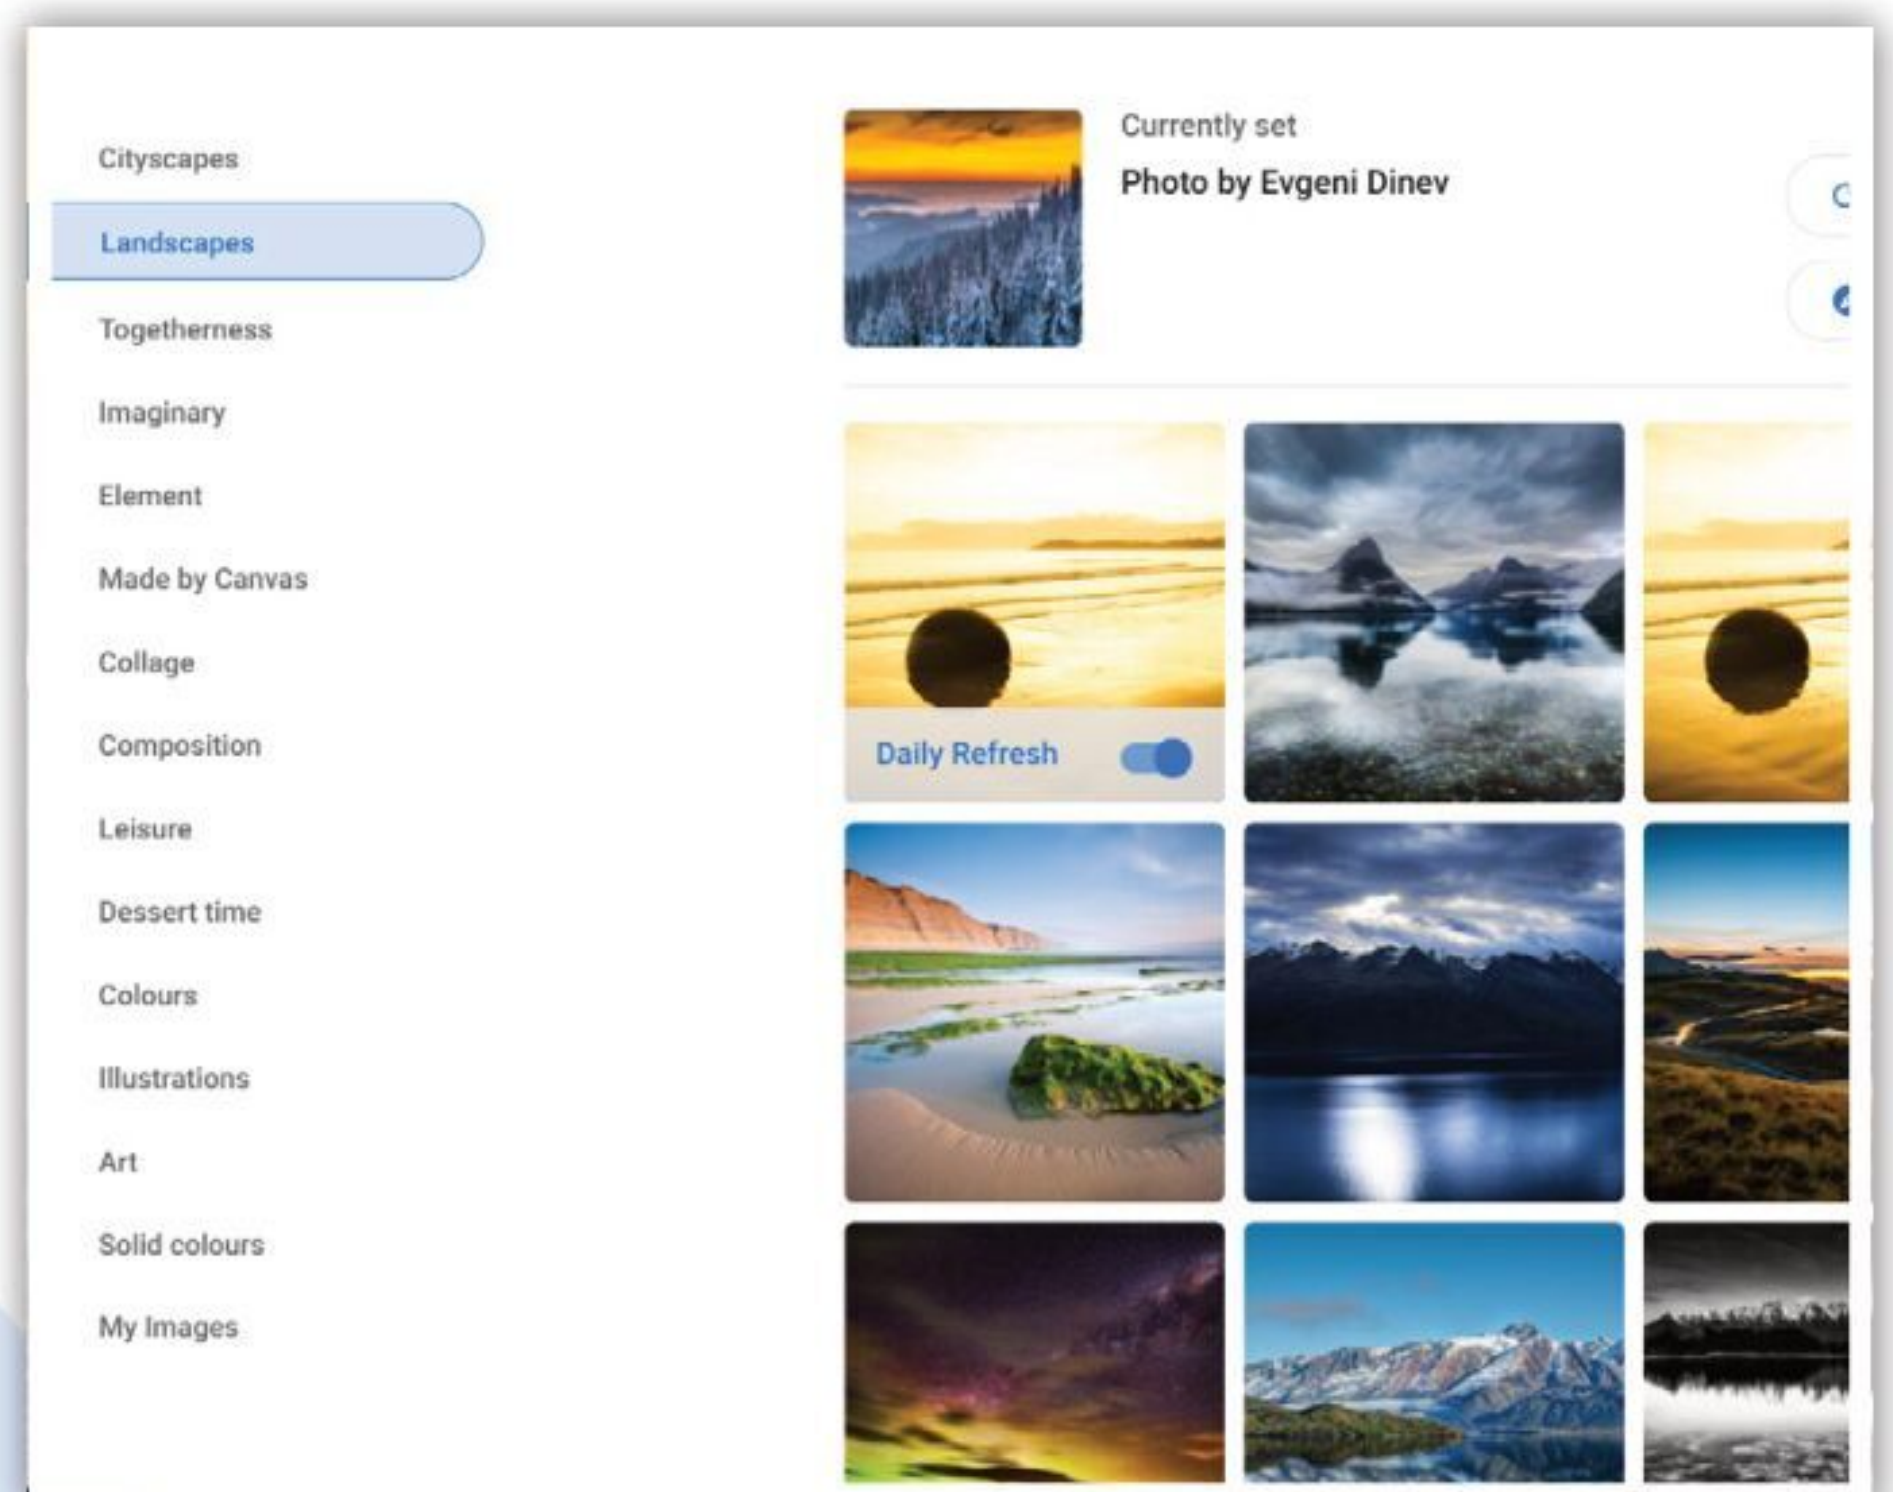 Cityscapes
Landscapes
Togetherness
Imaginary
Element
Made by Canvas
Collage
Composition
Leisure
Dessert time
Colours
Illustrations
Art
Solid colours
My Images
Currently set
Photo by Evgeni Dinev
Daily Refresh